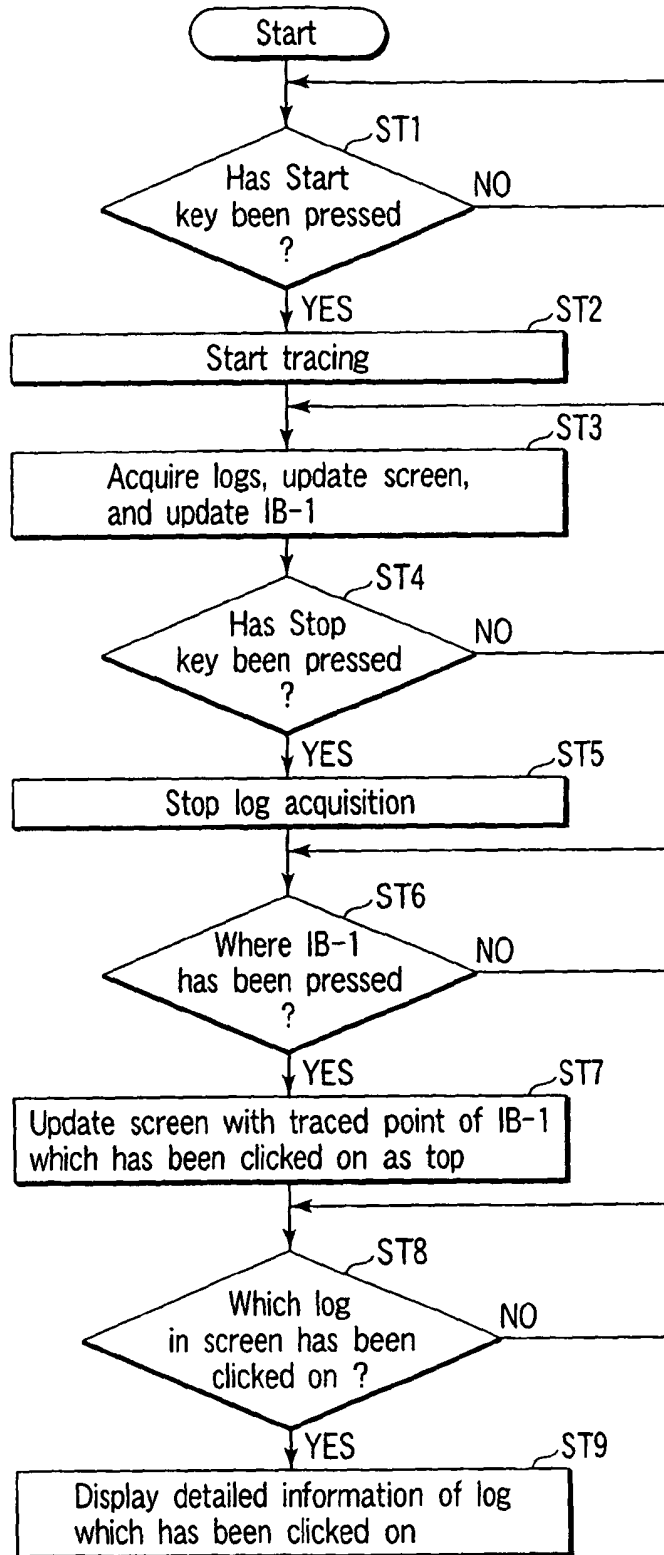 Start
ST1
Has Start
key been pressed
?
NO
YES
ST2
Start tracing
ST3
Acquire logs, update screen,
and update IB-1
ST4
Has Stop
key been pressed
?
NO
YES
ST5
Stop log acquisition
ST6
Where IB-1
has been pressed
?
NO
YES
ST7
Update screen with traced point of IB-1
which has been clicked on as top
ST8
Which log
in screen has been
clicked on ?
NO
YES
ST9
Display detailed information of log
which has been clicked on